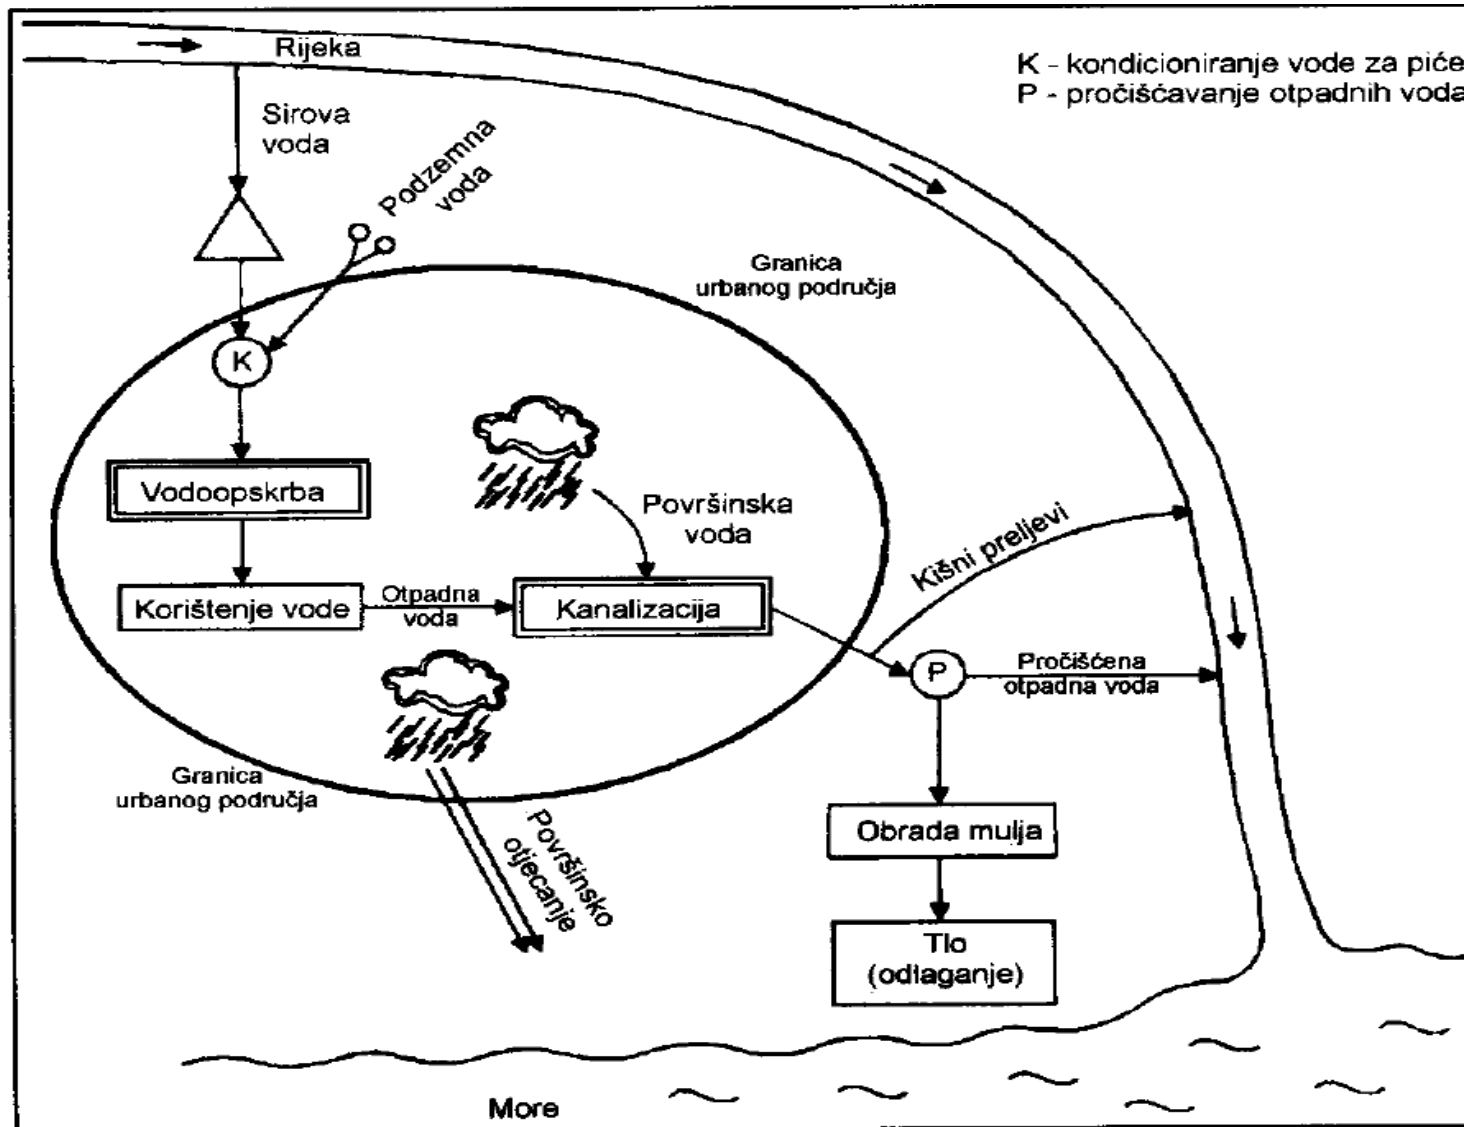 Rijeka
K - kondicioniranje vode za piće
P - pročišćavanje otpadnih voda
Sirova
voda
Podzemna
voda
Granica
urbanog područja
K
Vodoopskrba
Površinska
voda
Kišni preljevi
Korištenje vode
Otpadna
voda
Kanalizacija
P
Pročišćena
otpadna voda
Granica
urbanog područja
Površinsko
otjecanje
Obrada mulja
Tlo
(odlaganje)
More